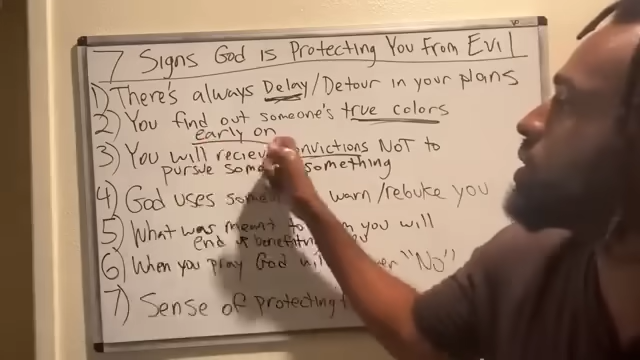 7 Signs God is Protecting You From Evil
1) There's always Delay/Detour in your plans
2) You find out someone's true colors
early on
3) You will recieve convictions NOT to
pursue something
4) God uses warn/rebuke you
5) What was meant to you will
end up benefiting
6) When you pray God will "No"
7) Sense of protecting